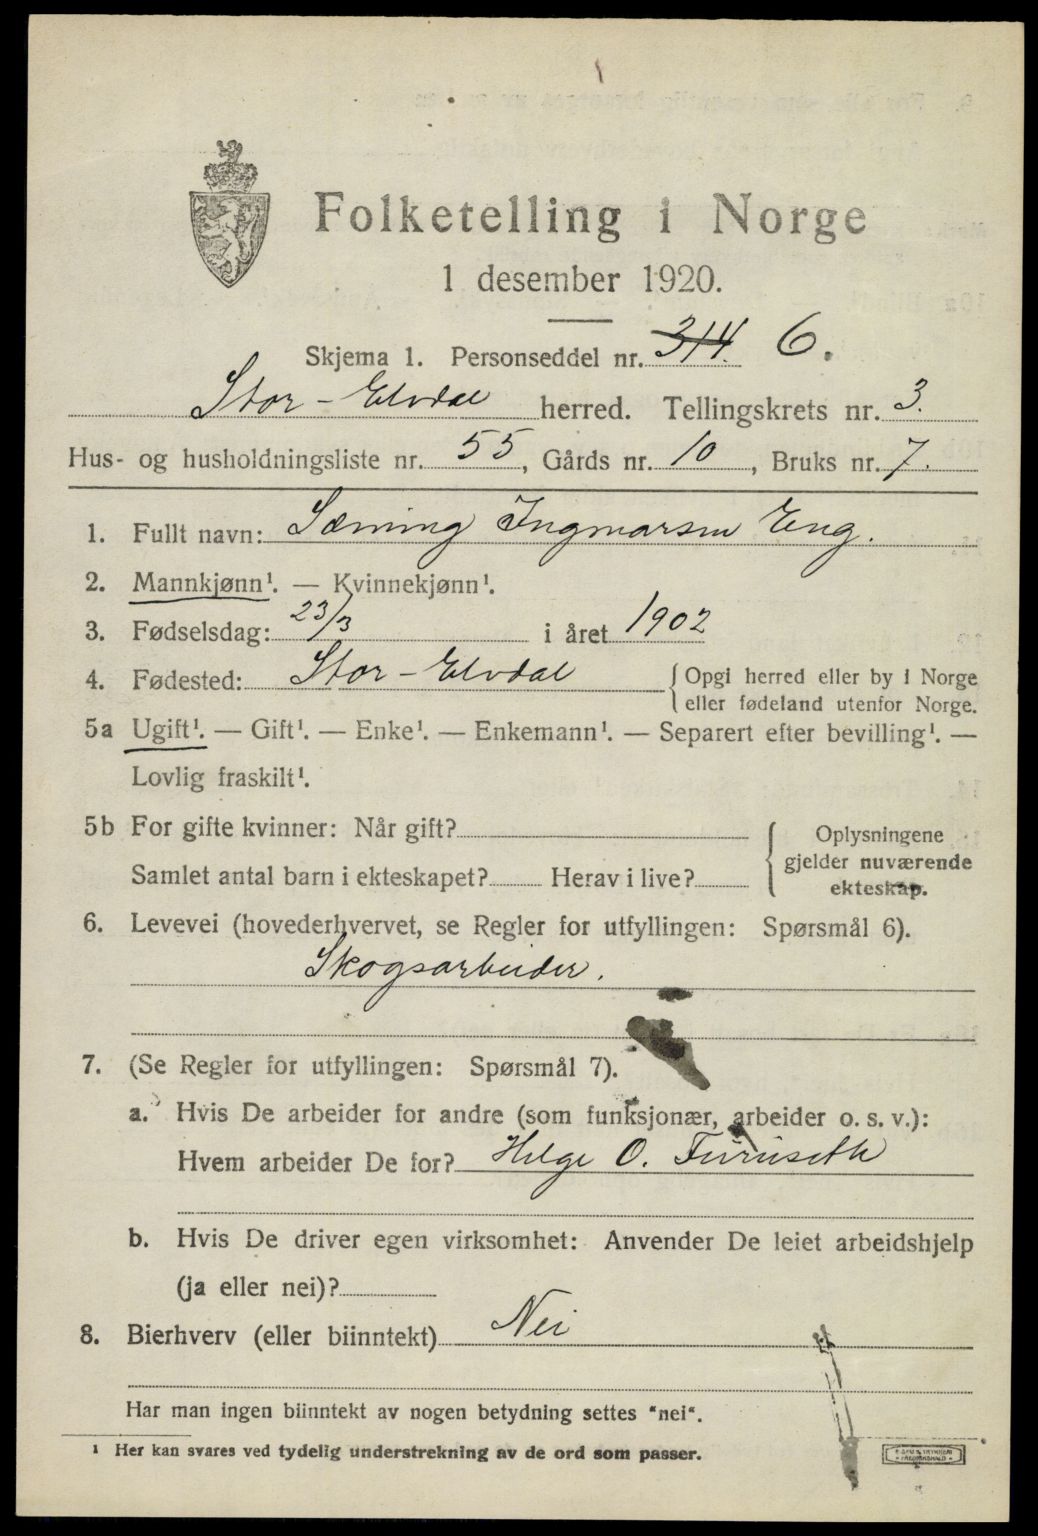 Folketelling i Norge
1 desember 1920.
Skjema 1. Personseddel nr. 314. 6.
Stor-Elvdal herred. Tellingskrets nr. 3.
Hus- og husholdningsliste nr. 55, Gårds nr. 10, Bruks nr. 7.
1. Fullt navn: Sæming Ingmarsen Eng.
2. Mannkjønn¹. — Kvinnekjønn¹.
3. Fødselsdag: 23/3 i året 1902
4. Fødested: Stor-Elvdal { Opgi herred eller by i Norge
eller fødeland utenfor Norge.
5a Ugift¹. — Gift¹. — Enke¹. — Enkemann¹. — Separert efter bevilling¹. —
Lovlig fraskilt¹.
5b For gifte kvinner: Når gift?
Samlet antal barn i ekteskapet? Herav i live?
Oplysningene
gjelder nuværende
ekteskap.
6. Levevei (hovederhvervet, se Regler for utfyllingen: Spørsmål 6).
Skogsarbeider.
7. (Se Regler for utfyllingen: Spørsmål 7).
a. Hvis De arbeider for andre (som funksjonær, arbeider o. s. v.):
Hvem arbeider De for? Helge O. Furuseth
b. Hvis De driver egen virksomhet: Anvender De leiet arbeidshjelp
(ja eller nei)?
8. Bierhverv (eller biinntekt) Nei
Har man ingen biinntekt av nogen betydning settes "nei".
¹ Her kan svares ved tydelig understrekning av de ord som passer.